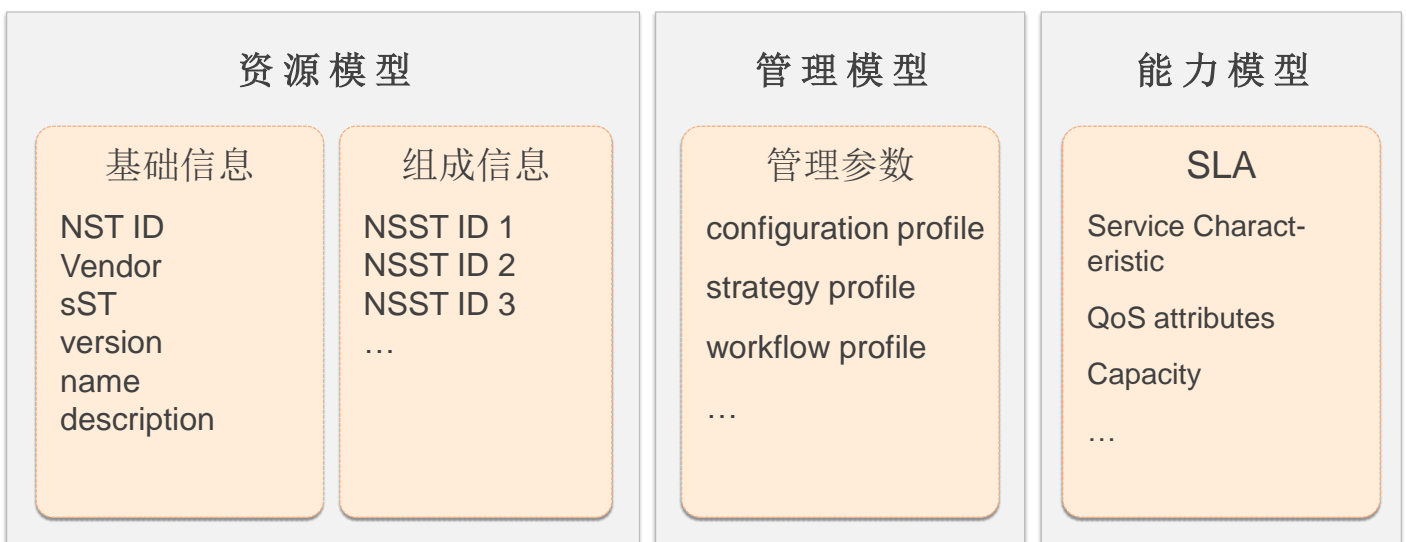 资源模型
基础信息
NST ID
Vendor
sST
version
name
description
组成信息
NSST ID 1
NSST ID 2
NSST ID 3
…
管理模型
管理参数
configuration profile
strategy profile
workflow profile
…
能力模型
SLA
Service Charact-
eristic
QoS attributes
Capacity
…